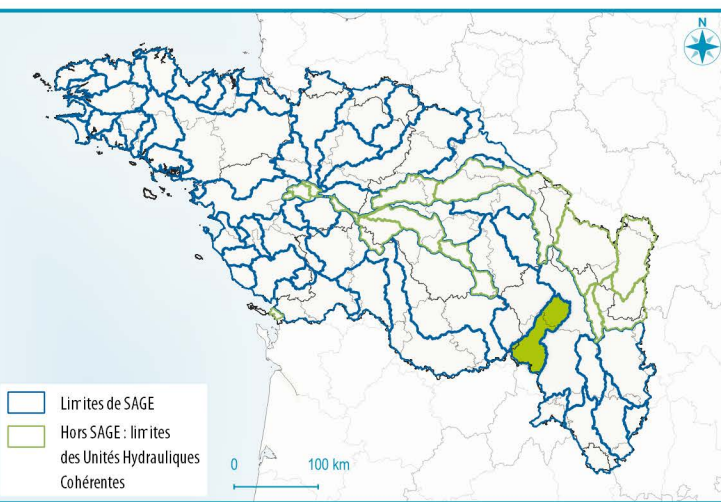 N
Limites de SAGE
Hors SAGE : limites
des Unités Hydrauliques
Cohérentes
0 100 km